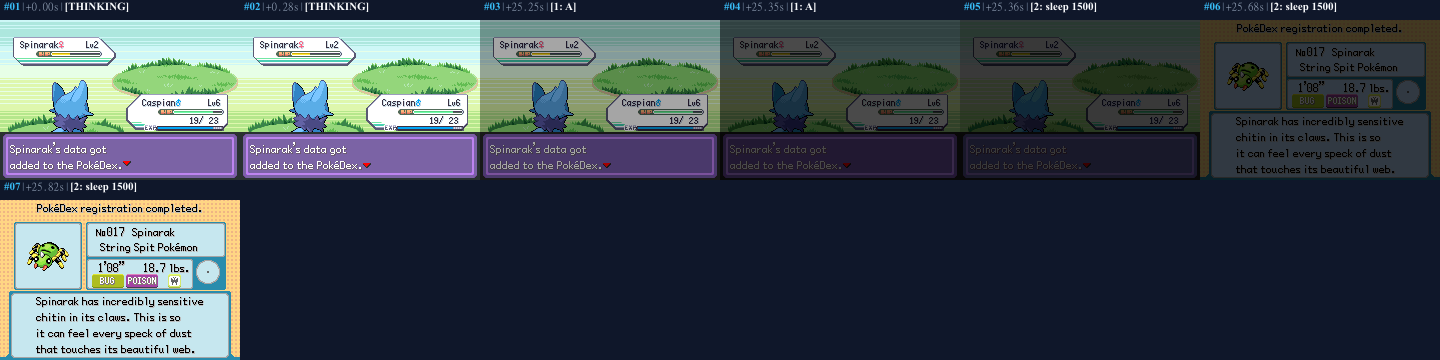 #01 | +0.00s | [THINKING]
Spinarak♀ Lv2
Caspian♂ Lv6
19/ 23
EXP
Spinarak's data got
added to the PokéDex.
#02 | +0.28s | [THINKING]
Spinarak♀ Lv2
Caspian♂ Lv6
19/ 23
EXP
Spinarak's data got
added to the PokéDex.
#03 | +25.25s | [1: A]
Spinarak♀ Lv2
Caspian♂ Lv6
19/ 23
EXP
Spinarak's data got
added to the PokéDex.
#04 | +25.35s | [1: A]
Spinarak♀ Lv2
Caspian♂ Lv6
19/ 23
EXP
Spinarak's data got
added to the PokéDex.
#05 | +25.36s | [2: sleep 1500]
Spinarak♀ Lv2
Caspian♂ Lv6
19/ 23
EXP
Spinarak's data got
added to the PokéDex.
#06 | +25.68s | [2: sleep 1500]
PokéDex registration completed.
№017 Spinarak
String Spit Pokémon
1'08" 18.7 lbs.
BUG POISON
Spinarak has incredibly sensitive
chitin in its claws. This is so
it can feel every speck of dust
that touches its beautiful web.
#07 | +25.82s | [2: sleep 1500]
PokéDex registration completed.
№017 Spinarak
String Spit Pokémon
1'08" 18.7 lbs.
BUG POISON
Spinarak has incredibly sensitive
chitin in its claws. This is so
it can feel every speck of dust
that touches its beautiful web.